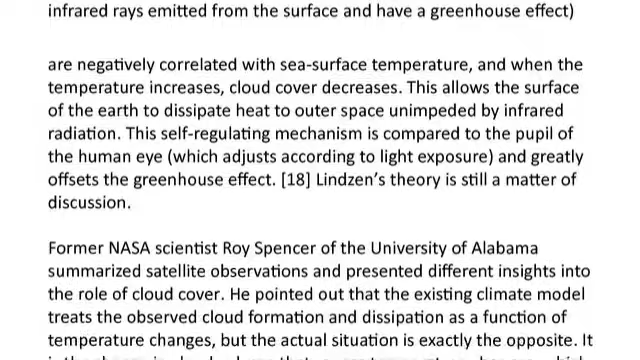 infrared rays emitted from the surface and have a greenhouse effect)
are negatively correlated with sea-surface temperature, and when the
temperature increases, cloud cover decreases. This allows the surface
of the earth to dissipate heat to outer space unimpeded by infrared
radiation. This self-regulating mechanism is compared to the pupil of
the human eye (which adjusts according to light exposure) and greatly
offsets the greenhouse effect. [18] Lindzen's theory is still a matter of
discussion.
Former NASA scientist Roy Spencer of the University of Alabama
summarized satellite observations and presented different insights into
the role of cloud cover. He pointed out that the existing climate model
treats the observed cloud formation and dissipation as a function of
temperature changes, but the actual situation is exactly the opposite. It